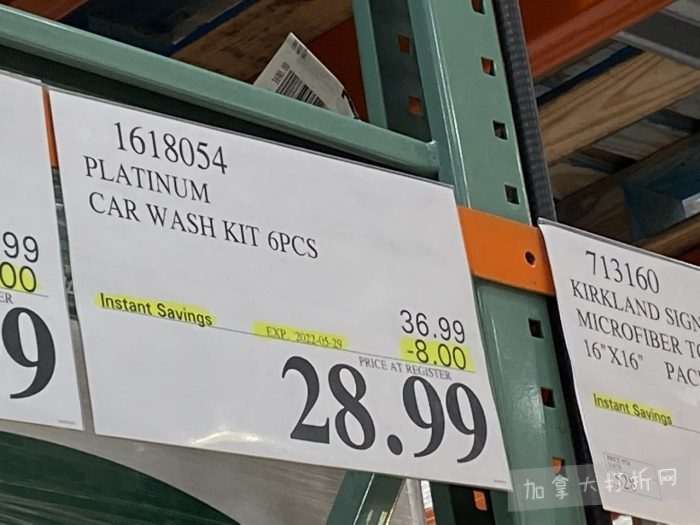 1618054
PLATINUM
CAR WASH KIT 6PCS
Instant Savings
EXP. 2022-05-29
36.99
-8.00
PRICE AT REGISTER
28.99
.99
00
ER
9
713160
KIRKLAND SIGN
MICROFIBER TO
16"X16" PAC
Instant Savings
加拿大打折网